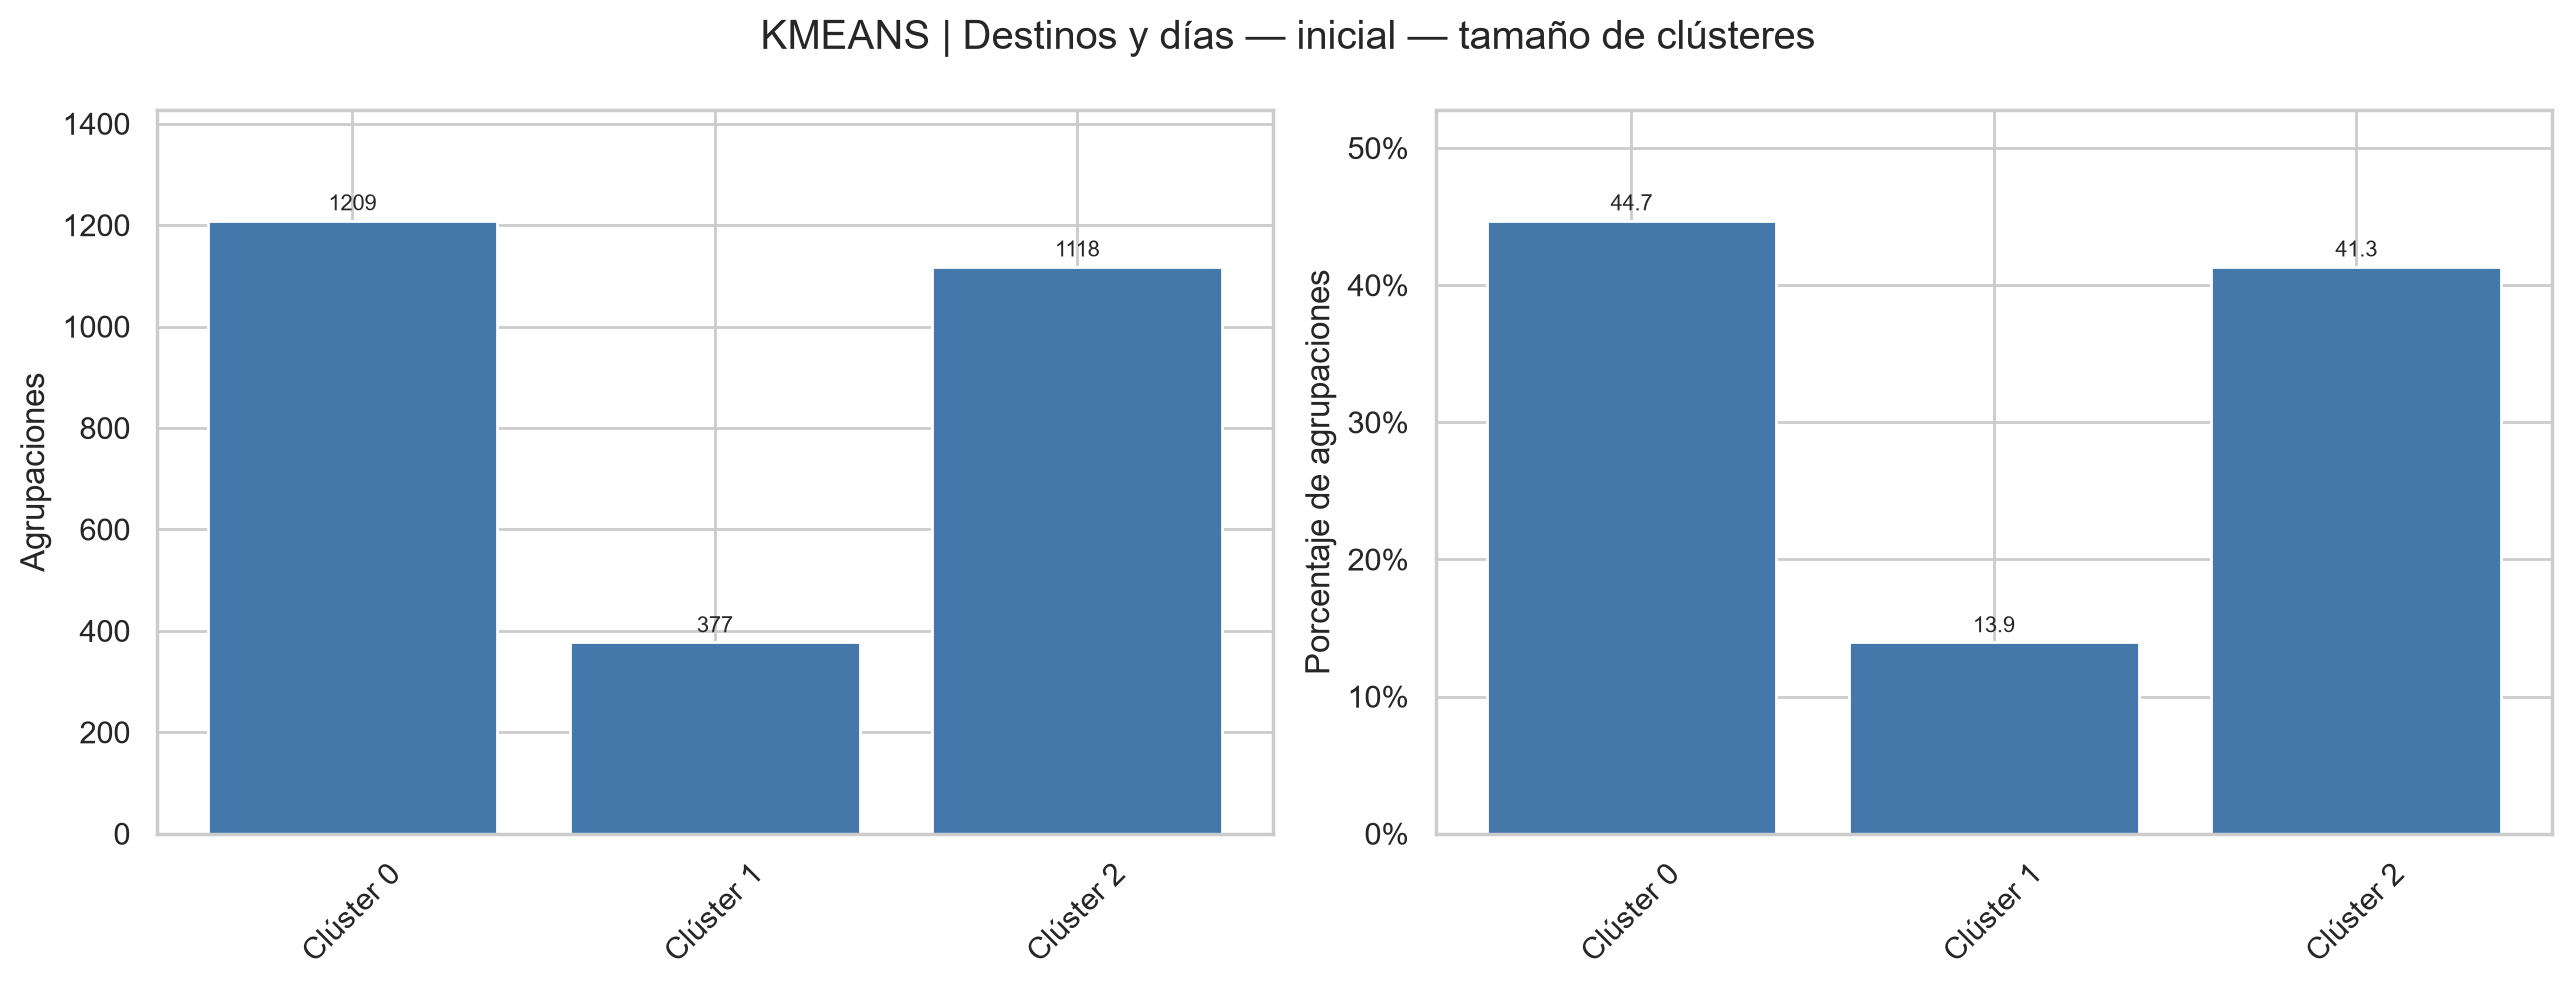 KMEANS | Destinos y días — inicial — tamaño de clústeres
Agrupaciones
1400
1200
1000
800
600
400
200
0
1209
377
1118
Clúster 0
Clúster 1
Clúster 2
Porcentaje de agrupaciones
50%
40%
30%
20%
10%
0%
44.7
13.9
41.3
Clúster 0
Clúster 1
Clúster 2